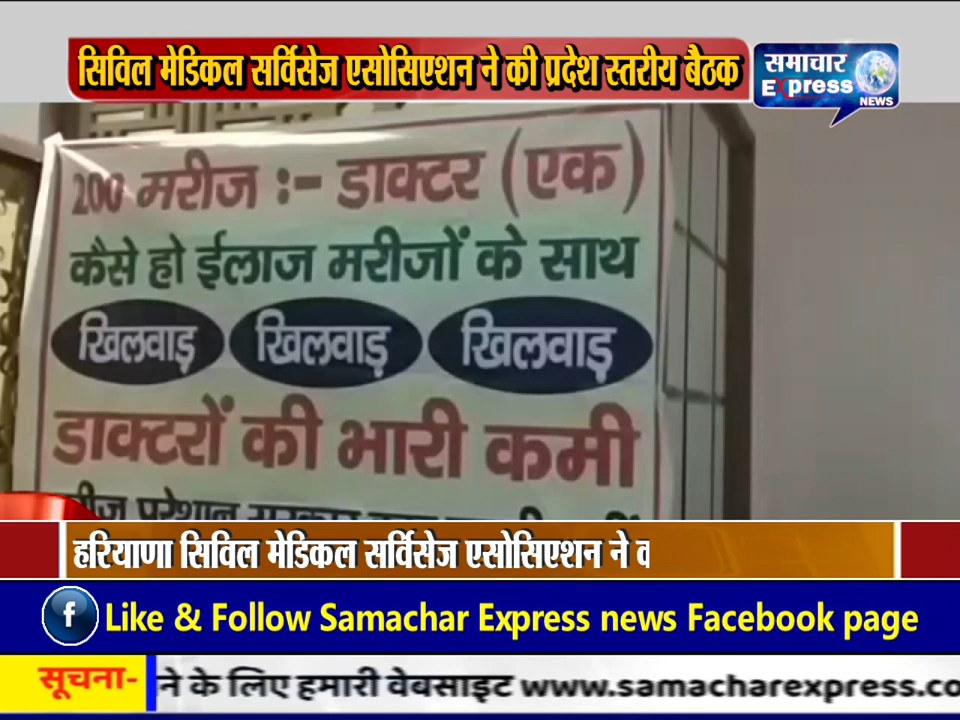 सिविल मेडिकल सर्विसेज एसोसिएशन ने की प्रदेश स्तरीय बैठक
समाचार
Express
NEWS
200 मरीज :- डाक्टर (एक)
कैसे हो ईलाज मरीजों के साथ
खिलवाड़ खिलवाड़ खिलवाड़
डाक्टरों की भारी कमी
परेशान सरकार
हरियाणा सिविल मेडिकल सर्विसेज एसोसिएशन ने
f Like & Follow Samachar Express news Facebook page
सूचना- ने के लिए हमारी वेबसाइट www.samacharexpress.co